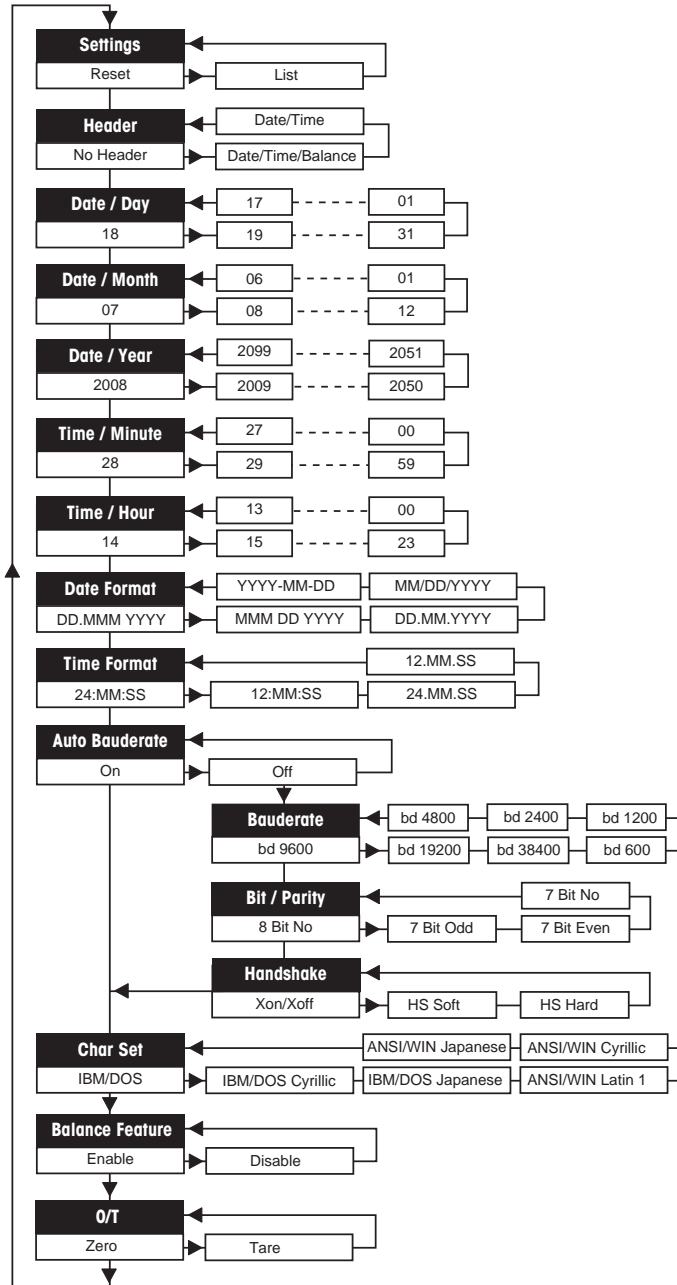 Settings
Reset
List
Header
Date/Time
No Header
Date/Time/Balance
Date / Day
17
01
18
19
31
Date / Month
06
01
07
08
12
Date / Year
2099
2051
2008
2009
2050
Time / Minute
27
00
28
29
59
Time / Hour
13
00
14
15
23
Date Format
YYYY-MM-DD
MM/DD/YYYY
DD.MMM YYYY
MMM DD YYYY
DD.MM.YYYY
Time Format
12.MM.SS
24:MM:SS
12:MM:SS
24.MM.SS
Auto Bauderate
On
Off
Bauderate
bd 4800
bd 2400
bd 1200
bd 9600
bd 19200
bd 38400
bd 600
Bit / Parity
7 Bit No
8 Bit No
7 Bit Odd
7 Bit Even
Handshake
Xon/Xoff
HS Soft
HS Hard
Char Set
ANSI/WIN Japanese
ANSI/WIN Cyrillic
IBM/DOS
IBM/DOS Cyrillic
IBM/DOS Japanese
ANSI/WIN Latin 1
Balance Feature
Enable
Disable
O/T
Zero
Tare